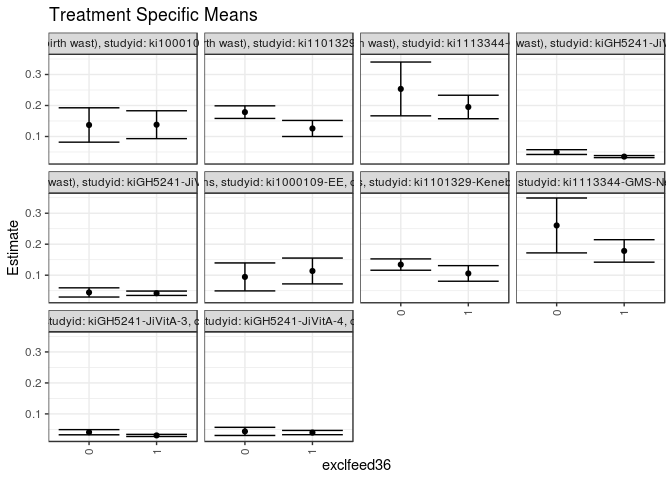 Treatment Specific Means
birth wast), studyid: ki100010
rth wast), studyid: ki1101329
h wast), studyid: ki1113344-
wast), studyid: kiGH5241-JiV
0.3
0.2
0.1
wast), studyid: kiGH5241-JiV
ns, studyid: ki1000109-EE, c
s, studyid: ki1101329-Keneb
studyid: ki1113344-GMS-Ne
0.3
0.2
0.1
0 1 0 1
studyid: kiGH5241-JiVitA-3, c
tudyid: kiGH5241-JiVitA-4, c
0.3
0.2
0.1
0 1 0 1
Estimate
exclfeed36